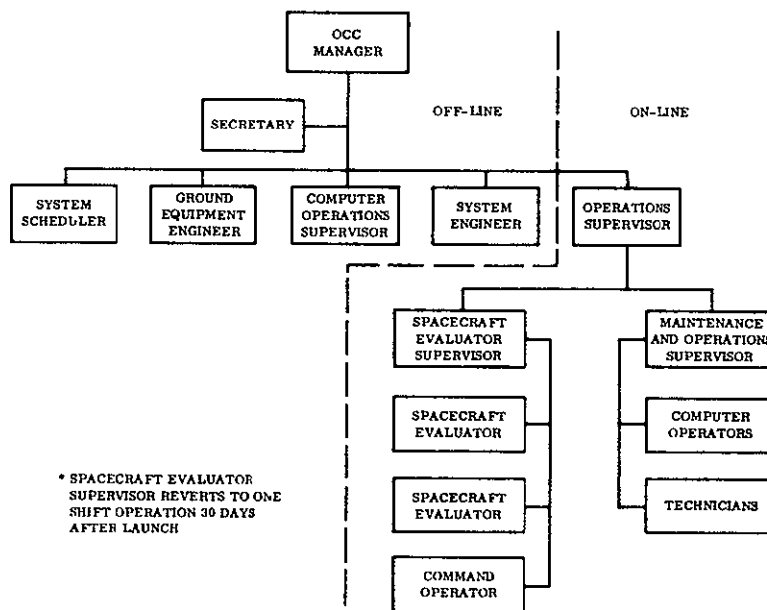 OCC
MANAGER
OFF-LINE
ON-LINE
SECRETARY
SYSTEM
SCHEDULER
GROUND
EQUIPMENT
ENGINEER
COMPUTER
OPERATIONS
SUPERVISOR
SYSTEM
ENGINEER
OPERATIONS
SUPERVISOR
SPACECRAFT
EVALUATOR
SUPERVISOR
MAINTENANCE
AND OPERATIONS
SUPERVISOR
SPACECRAFT
EVALUATOR
COMPUTER
OPERATORS
* SPACECRAFT EVALUATOR
SUPERVISOR REVERTS TO ONE
SHIFT OPERATION 30 DAYS
AFTER LAUNCH
SPACECRAFT
EVALUATOR
TECHNICIANS
COMMAND
OPERATOR